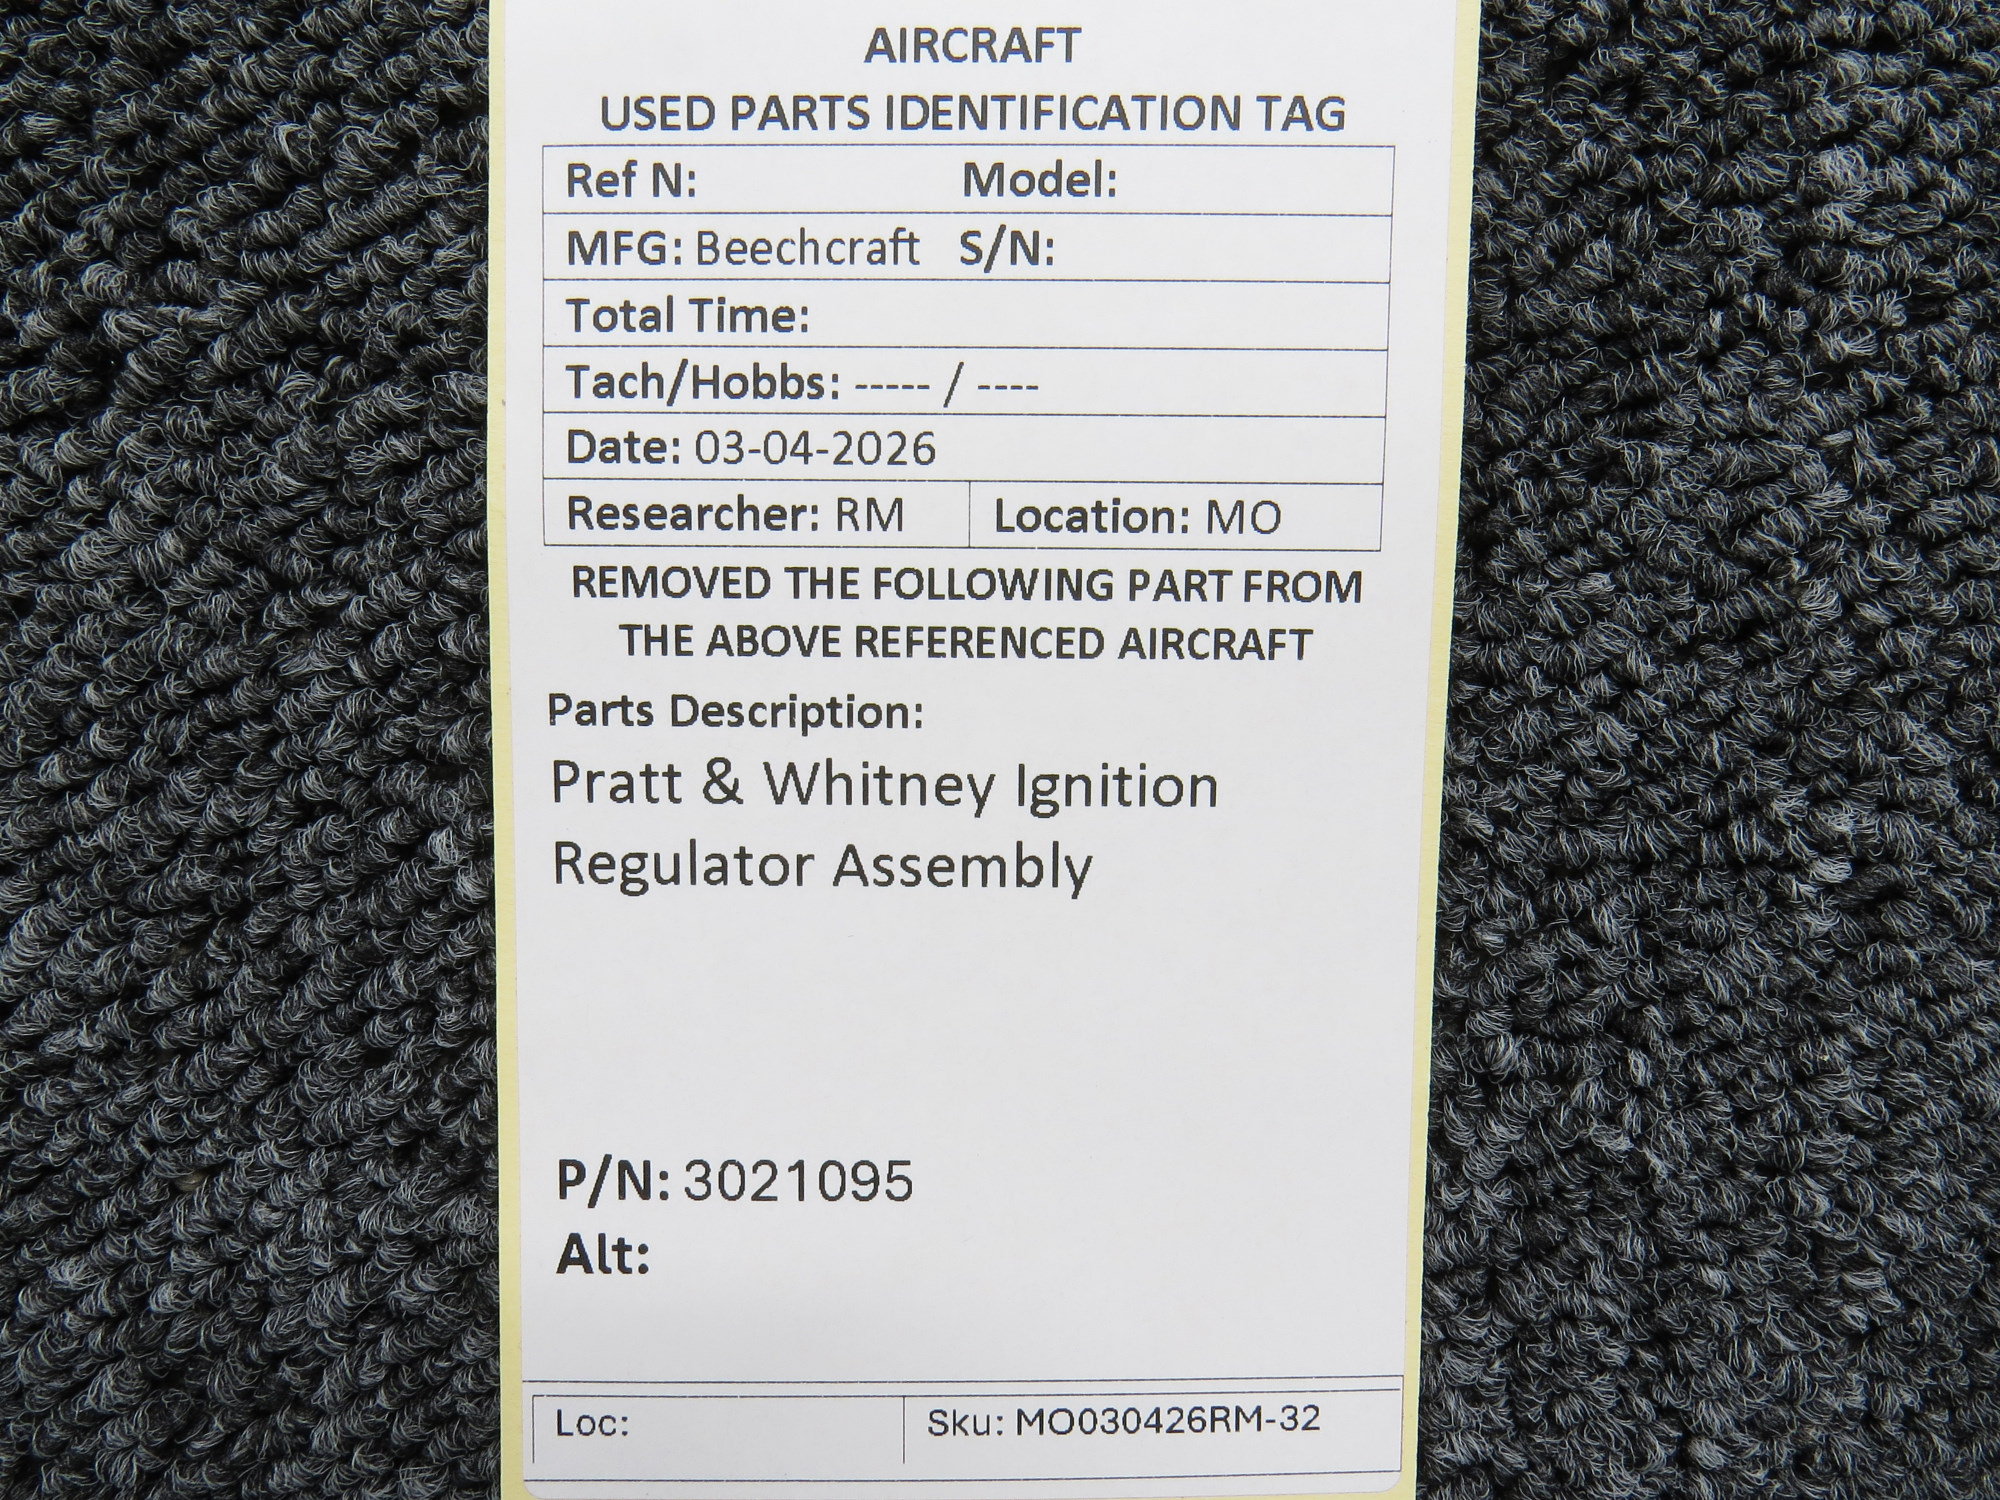 AIRCRAFT
USED PARTS IDENTIFICATION TAG
Ref N: Model:
MFG: Beechcraft S/N:
Total Time:
Tach/Hobbs: ----- / ----
Date: 03-04-2026
Researcher: RM Location: MO
REMOVED THE FOLLOWING PART FROM
THE ABOVE REFERENCED AIRCRAFT
Parts Description:
Pratt & Whitney Ignition
Regulator Assembly
P/N: 3021095
Alt:
Loc: Sku: MO030426RM-32